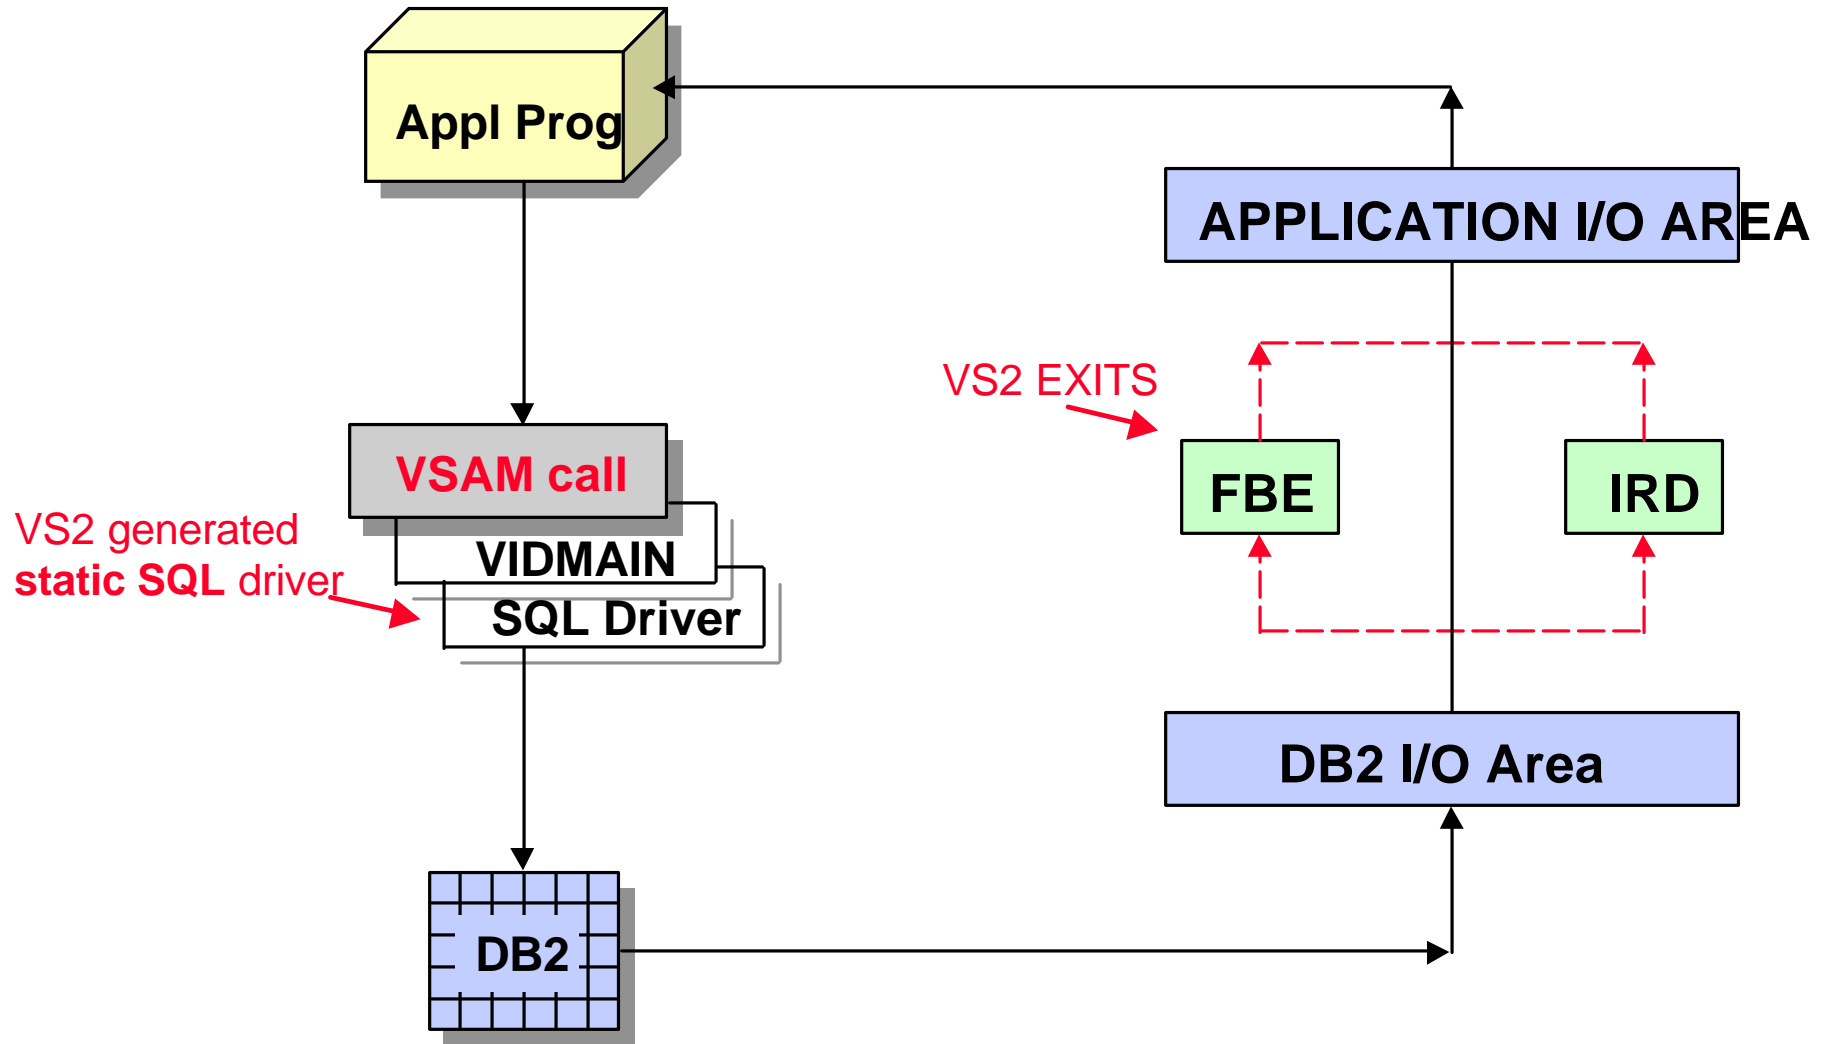 Appl Prog
APPLICATION I/O AREA
VS2 EXITS
VSAM call
FBE
IRD
VS2 generated
static SQL driver
VIDMAIN
SQL Driver
DB2 I/O Area
DB2